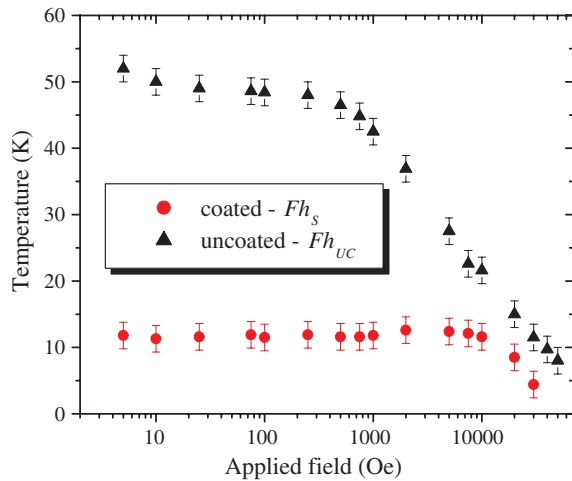 60
50
40
30
20
10
0
Temperature (K)
coated - Fh_S
uncoated - Fh_UC
10 100 1000 10000
Applied field (Oe)